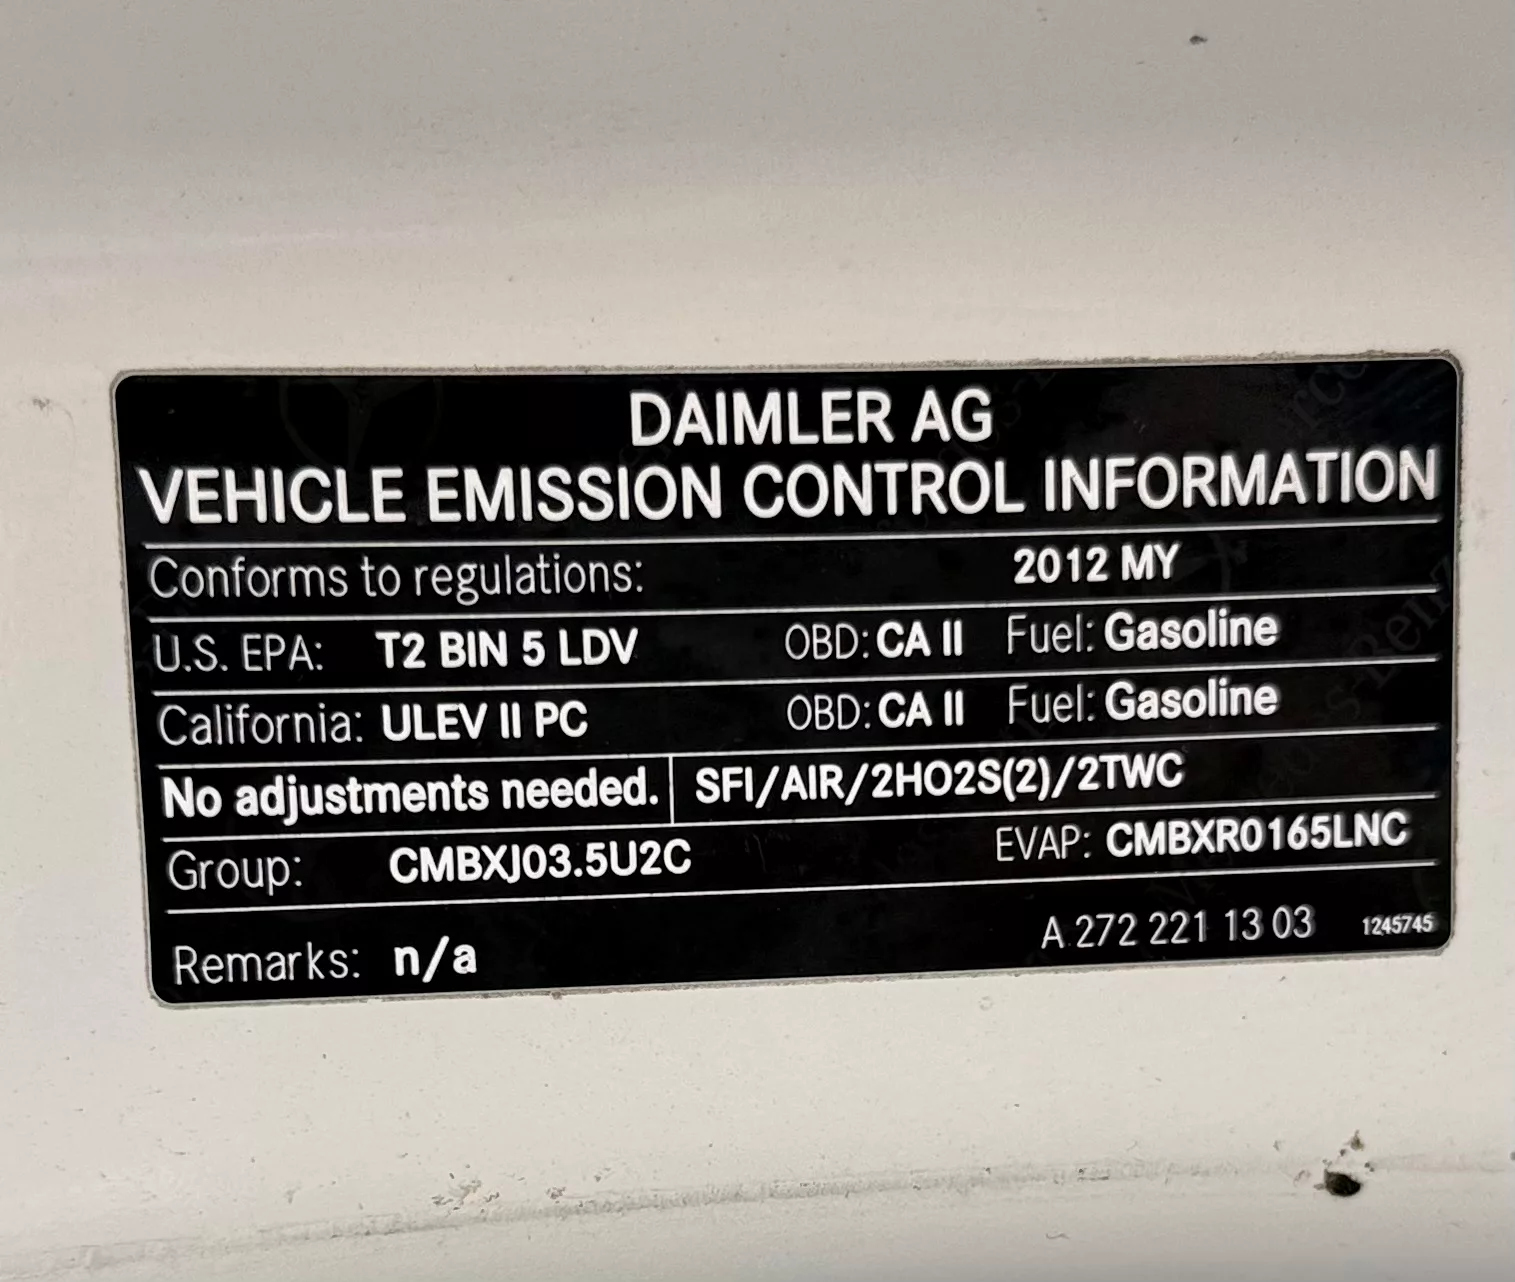 DAIMLER AG
VEHICLE EMISSION CONTROL INFORMATION
Conforms to regulations: 2012 MY
U.S. EPA: T2 BIN 5 LDV OBD: CA II Fuel: Gasoline
California: ULEV II PC OBD: CA II Fuel: Gasoline
No adjustments needed. SFI/AIR/2HO2S(2)/2TWC
Group: CMBXJ03.5U2C EVAP: CMBXR0165LNC
Remarks: n/a A 272 221 13 03 1245745